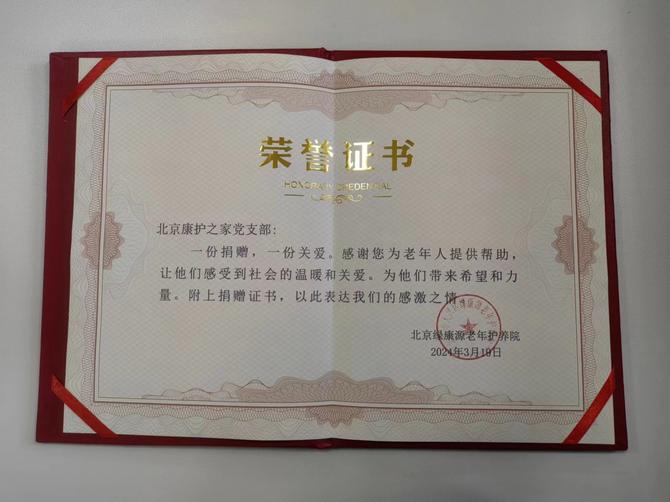 荣誉证书
HONORARY CREDENTIAL
北京康护之家党支部：
一份捐赠，一份关爱。感谢您为老年人提供帮助，
让他们感受到社会的温暖和关爱。为他们带来希望和力
量。附上捐赠证书，以此表达我们的感激之情
北京绿康源老年护养院
2024年3月19日